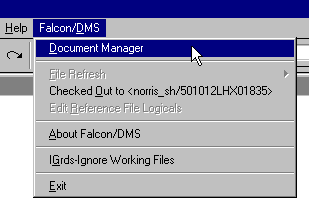 Help Falcon/DMS
Document Manager
File Refresh
Checked Out to <norris_sh/501012LHX01835>
Edit Reference File Logicals
About Falcon/DMS
IGrds-Ignore Working Files
Exit